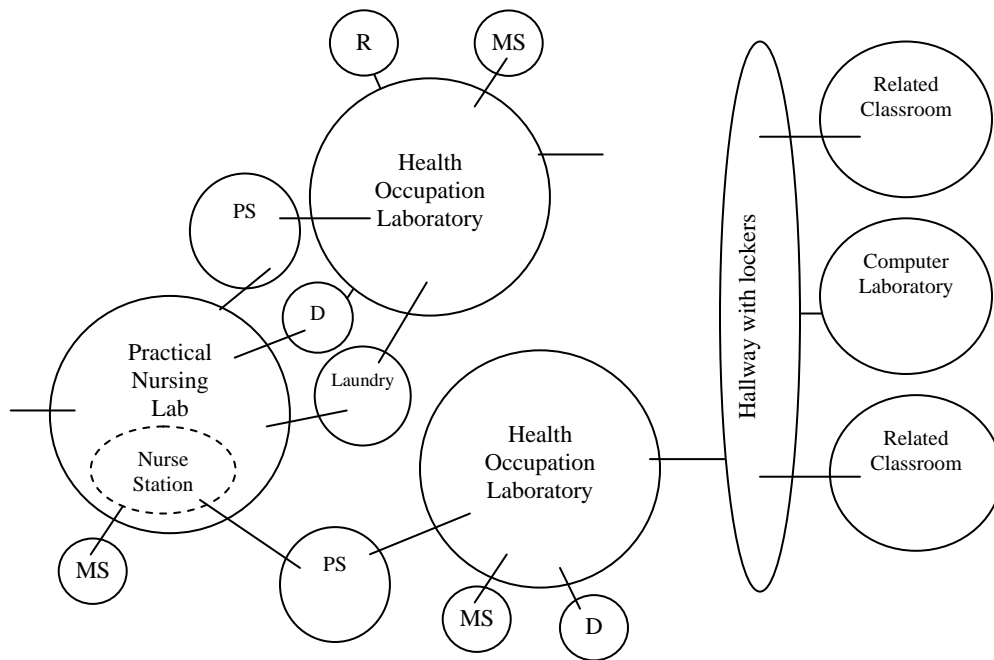 R
MS
Health
Occupation
Laboratory
PS
D
Laundry
Practical
Nursing
Lab
Nurse
Station
MS
PS
Health
Occupation
Laboratory
MS
D
Hallway with lockers
Related
Classroom
Computer
Laboratory
Related
Classroom